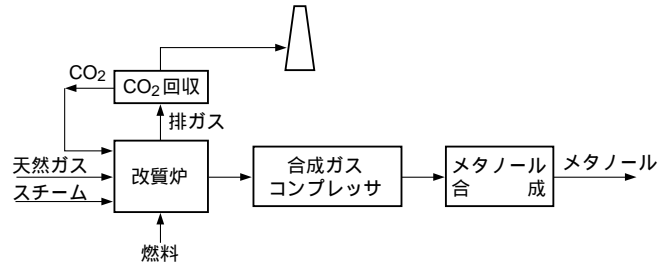 CO2
CO2回収
排ガス
天然ガス
スチーム
改質炉
合成ガス
コンプレッサ
メタノール
合成
メタノール
燃料